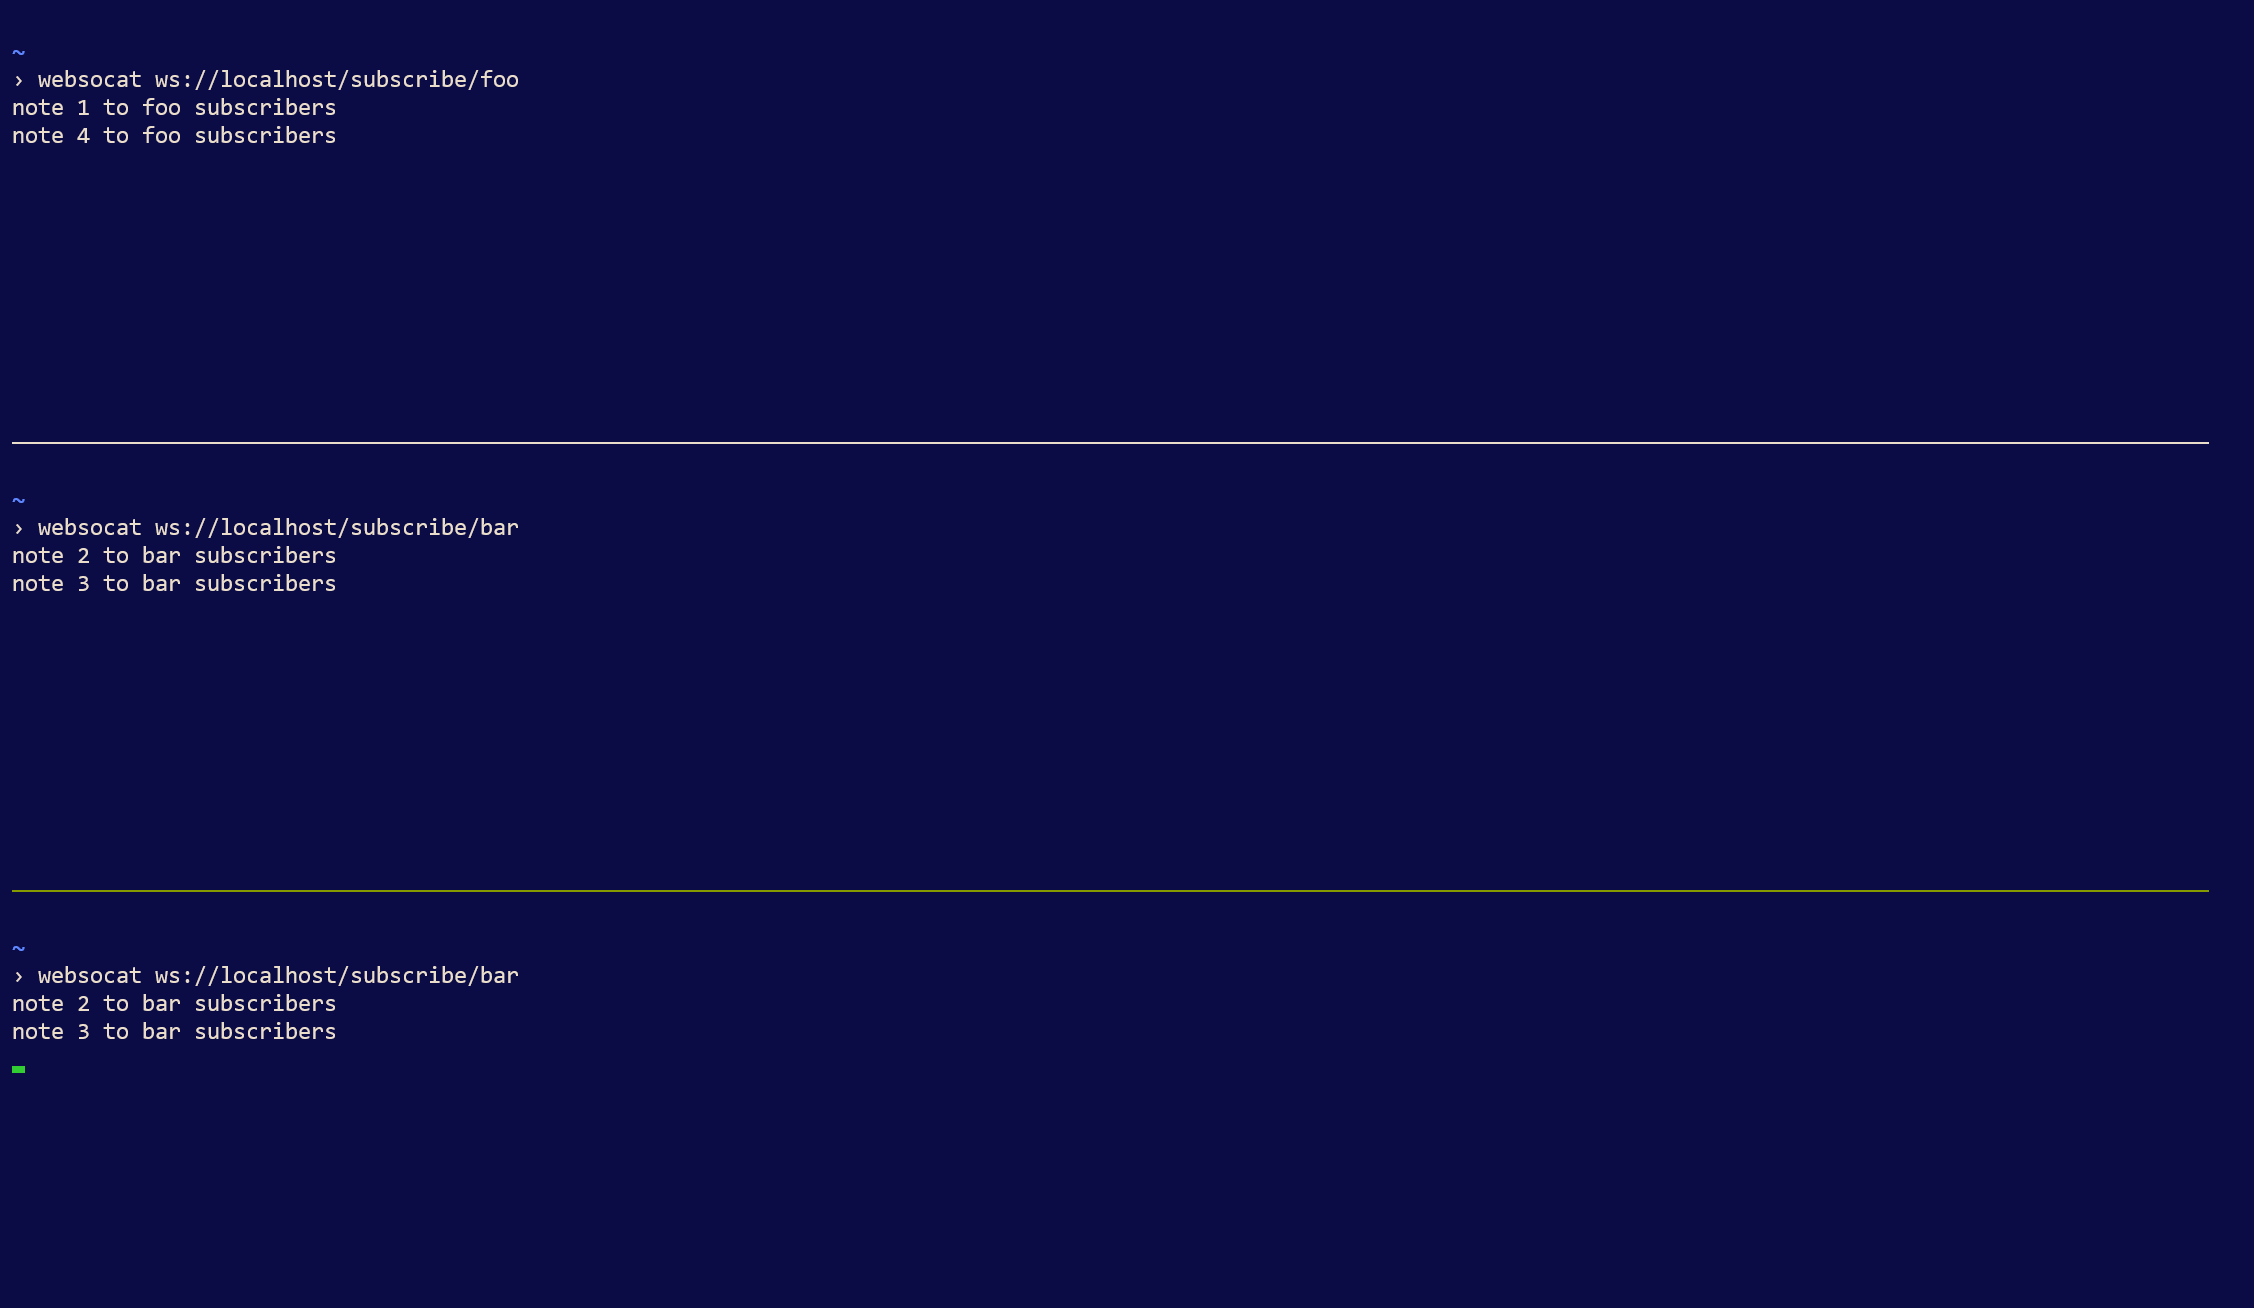 ~
› websocat ws://localhost/subscribe/foo
note 1 to foo subscribers
note 4 to foo subscribers
~
› websocat ws://localhost/subscribe/bar
note 2 to bar subscribers
note 3 to bar subscribers
~
› websocat ws://localhost/subscribe/bar
note 2 to bar subscribers
note 3 to bar subscribers